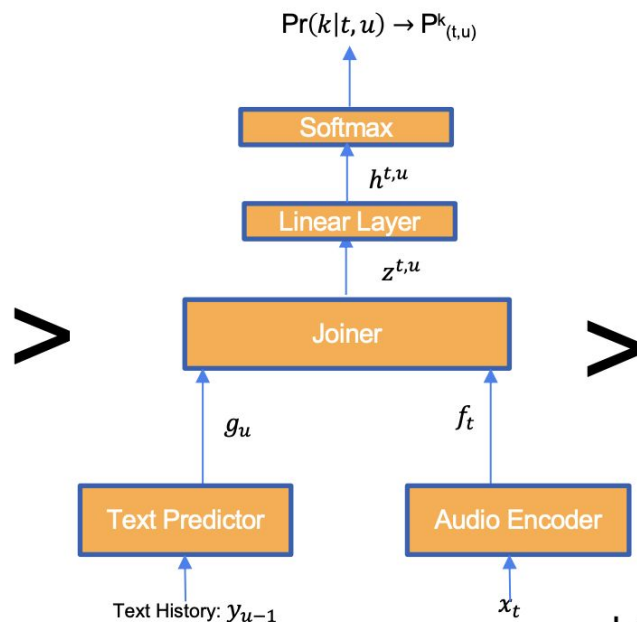 Pr(k|t,u) → Pᵏ₍ₜ,ᵤ₎
Softmax
hᵗ,ᵘ
Linear Layer
zᵗ,ᵘ
>
Joiner
>
gᵤ
fₜ
Text Predictor
Audio Encoder
Text History: yᵤ₋₁
xₜ